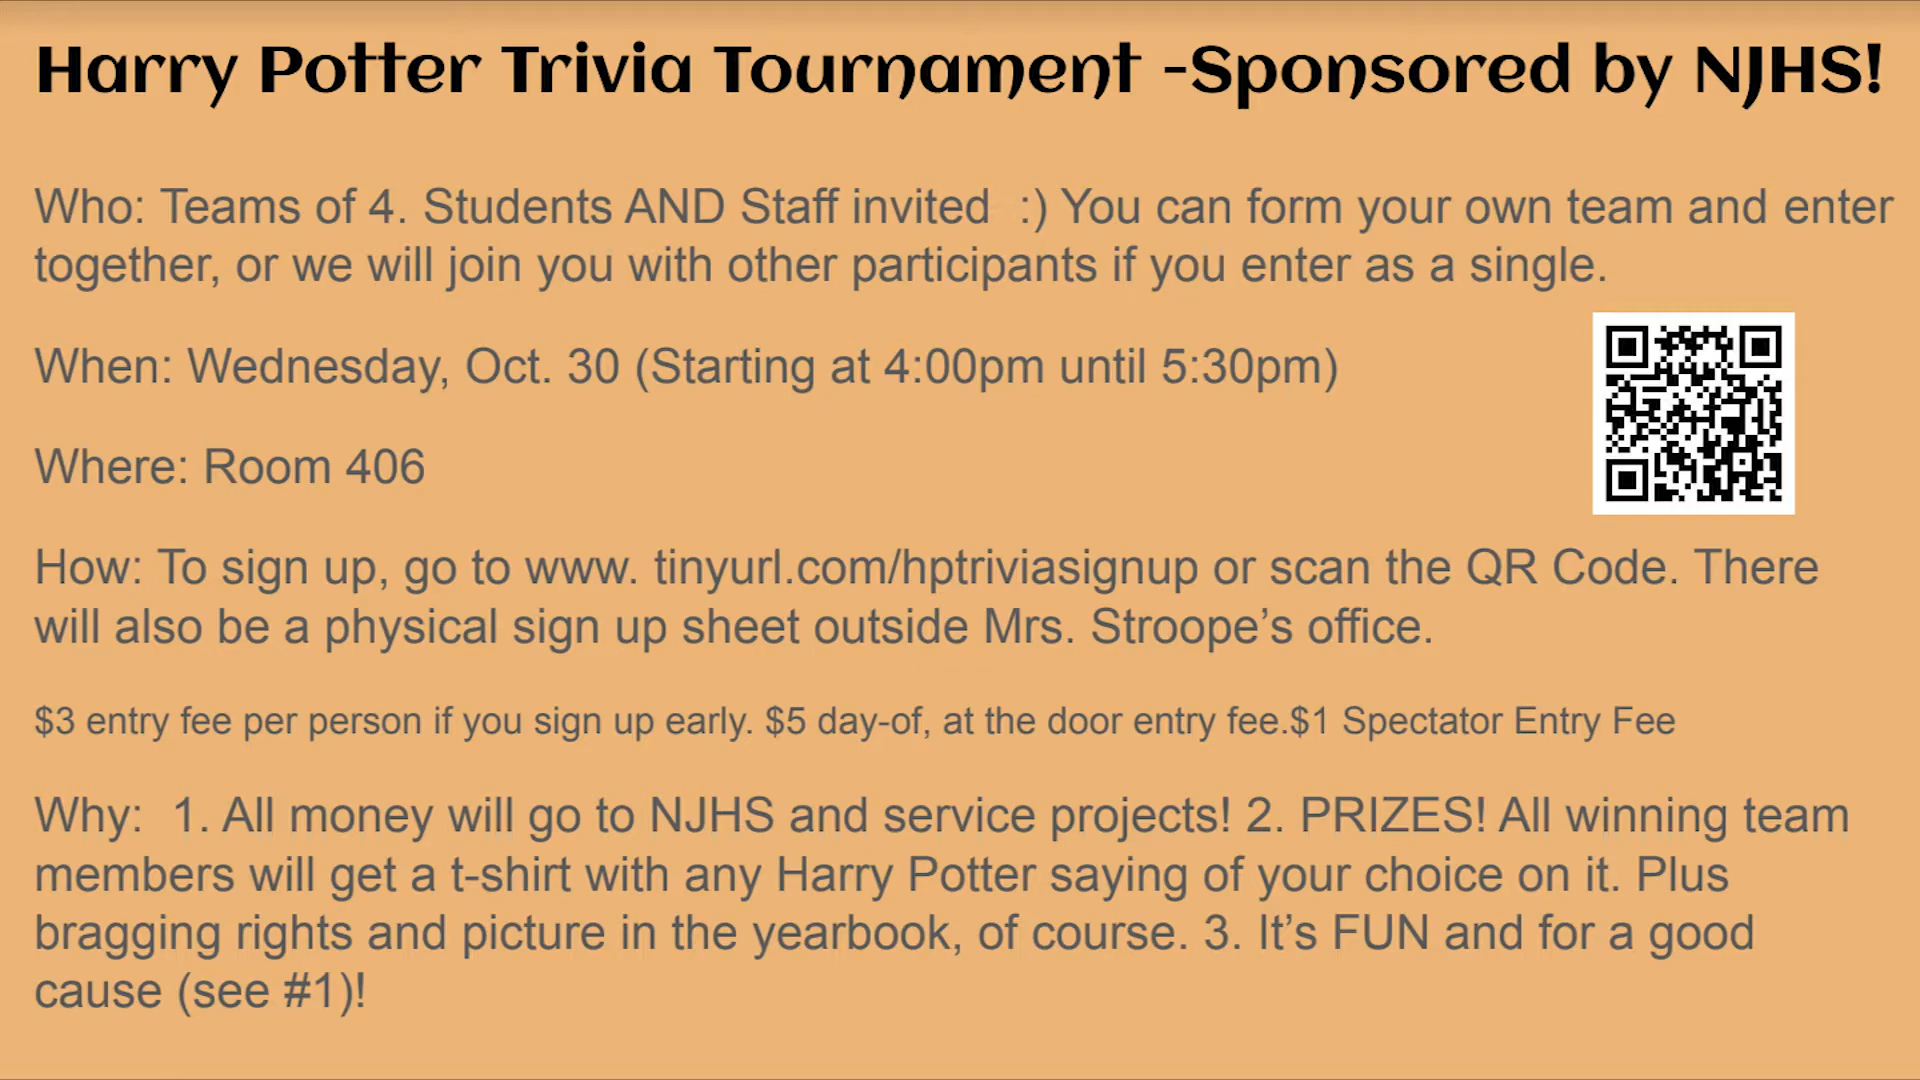 Harry Potter Trivia Tournament -Sponsored by NJHS!
Who: Teams of 4. Students AND Staff invited  :) You can form your own team and enter
together, or we will join you with other participants if you enter as a single.
When: Wednesday, Oct. 30 (Starting at 4:00pm until 5:30pm)
Where: Room 406
How: To sign up, go to www. tinyurl.com/hptriviasignup or scan the QR Code. There
will also be a physical sign up sheet outside Mrs. Stroope’s office.
$3 entry fee per person if you sign up early. $5 day-of, at the door entry fee.$1 Spectator Entry Fee
Why:  1. All money will go to NJHS and service projects! 2. PRIZES! All winning team
members will get a t-shirt with any Harry Potter saying of your choice on it. Plus
bragging rights and picture in the yearbook, of course. 3. It’s FUN and for a good
cause (see #1)!